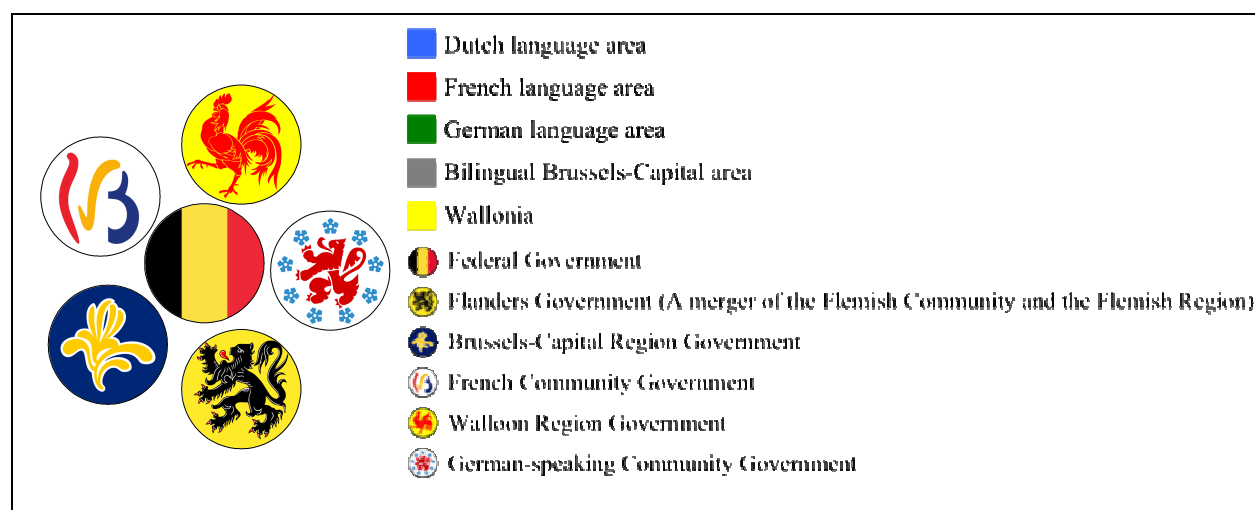 Dutch language area
French language area
German language area
Bilingual Brussels-Capital area
Wallonia
Federal Government
Flanders Government (A merger of the Flemish Community and the Flemish Region)
Brussels-Capital Region Government
French Community Government
Walloon Region Government
German-speaking Community Government